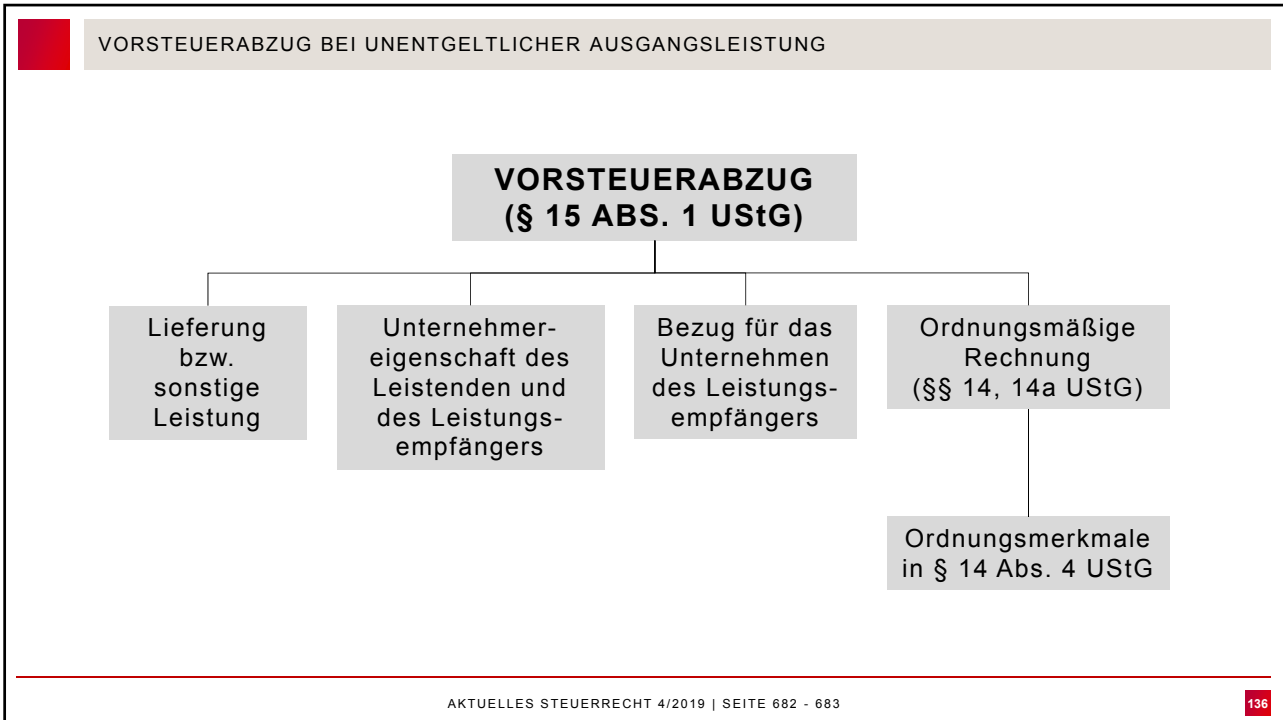 VORSTEUERABZUG BEI UNENTGELTLICHER AUSGANGSLEISTUNG
VORSTEUERABZUG
(§ 15 ABS. 1 UStG)
Lieferung
bzw.
sonstige
Leistung
Unternehmer-
eigenschaft des
Leistenden und
des Leistungs-
empfängers
Bezug für das
Unternehmen
des Leistungs-
empfängers
Ordnungsmäßige
Rechnung
(§§ 14, 14a UStG)
Ordnungsmerkmale
in § 14 Abs. 4 UStG
AKTUELLES STEUERRECHT 4/2019 | SEITE 682 - 683
136